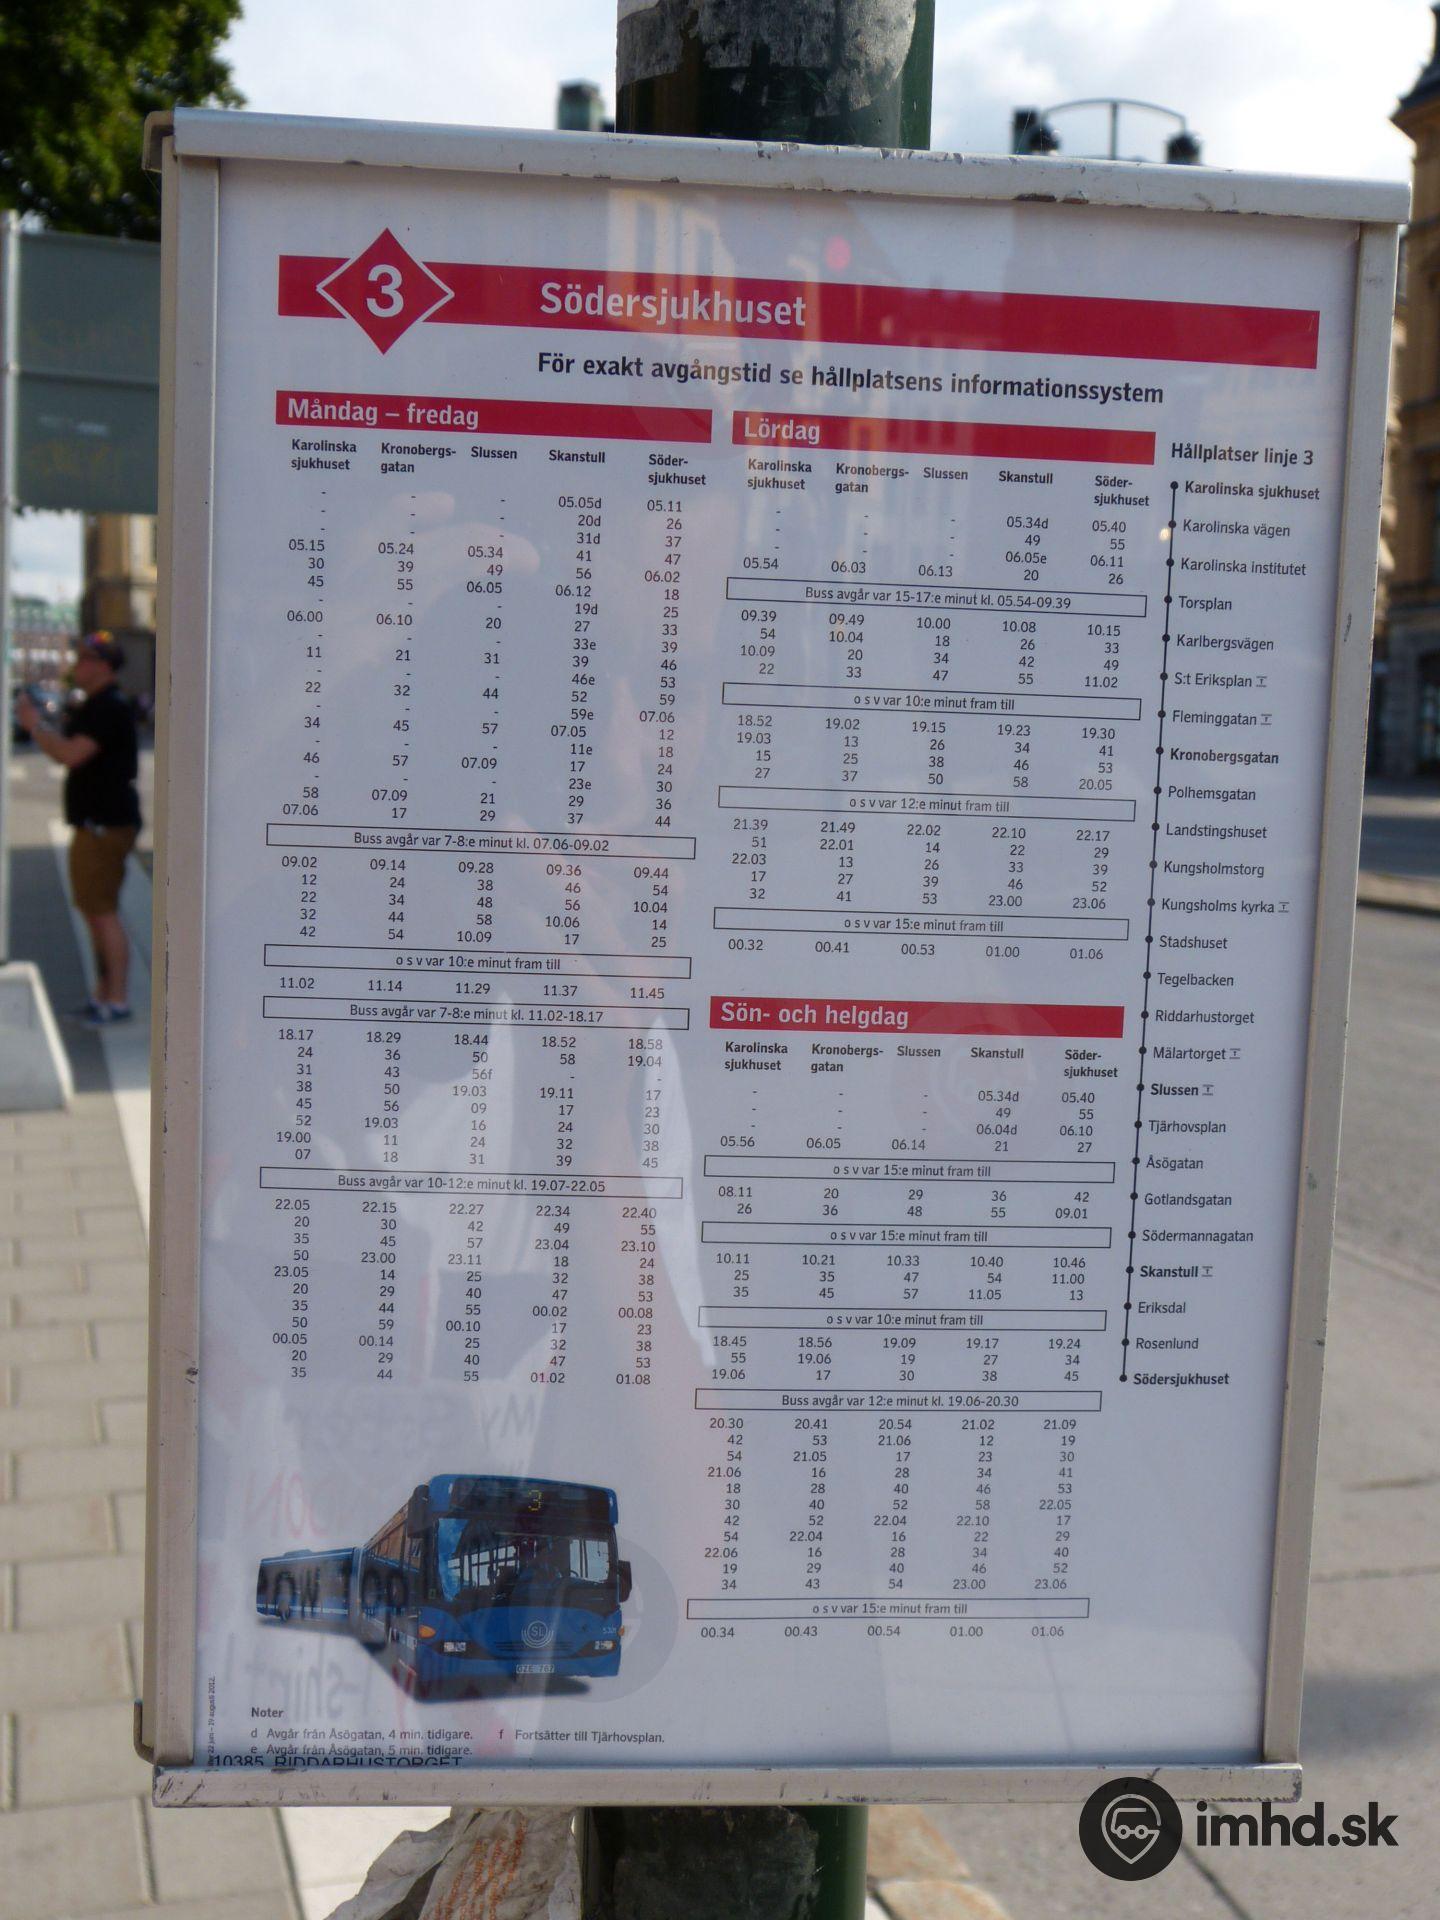 3
Södersjukhuset
För exakt avgångstid se hållplatsens informationssystem
Måndag – fredag
Karolinska sjukhuset Kronobergs-gatan Slussen Skanstull Söder-sjukhuset
- - - 05.05d 05.11
- - - 20d 26
- - - 31d 37
05.15 05.24 05.34 41 47
30 39 49 56 06.02
45 55 06.05 06.12 18
- - - 19d 25
06.00 06.10 20 27 33
- - - 33e 39
11 21 31 39 46
- - - 46e 53
22 32 44 52 59
- - - 59e 07.06
34 45 57 07.05 12
- - - 11e 18
46 57 07.09 17 24
- - - 23e 30
58 07.09 21 29 36
07.06 17 29 37 44
Buss avgår var 7-8:e minut kl. 07.06-09.02
09.02 09.14 09.28 09.36 09.44
12 24 38 46 54
22 34 48 56 10.04
32 44 58 10.06 14
42 54 10.09 17 25
o s v var 10:e minut fram till
11.02 11.14 11.29 11.37 11.45
Buss avgår var 7-8:e minut kl. 11.02-18.17
18.17 18.29 18.44 18.52 18.58
24 36 50 58 19.04
31 43 56f - -
38 50 19.03 19.11 17
45 56 09 17 23
52 19.03 16 24 30
19.00 11 24 32 38
07 18 31 39 45
Buss avgår var 10-12:e minut kl. 19.07-22.05
22.05 22.15 22.27 22.34 22.40
20 30 42 49 55
35 45 57 23.04 23.10
50 23.00 23.11 18 24
23.05 14 25 32 38
20 29 40 47 53
35 44 55 00.02 00.08
50 59 00.10 17 23
00.05 00.14 25 32 38
20 29 40 47 53
35 44 55 01.02 01.08
Lördag
Karolinska sjukhuset Kronobergs-gatan Slussen Skanstull Söder-sjukhuset
- - - 05.34d 05.40
- - - 49 55
- - - 06.05e 06.11
05.54 06.03 06.13 20 26
Buss avgår var 15-17:e minut kl. 05.54-09.39
09.39 09.49 10.00 10.08 10.15
54 10.04 18 26 33
10.09 20 34 42 49
22 33 47 55 11.02
o s v var 10:e minut fram till
18.52 19.02 19.15 19.23 19.30
19.03 13 26 34 41
15 25 38 46 53
27 37 50 58 20.05
o s v var 12:e minut fram till
21.39 21.49 22.02 22.10 22.17
51 22.01 14 22 29
22.03 13 26 33 39
17 27 39 46 52
32 41 53 23.00 23.06
o s v var 15:e minut fram till
00.32 00.41 00.53 01.00 01.06
Sön- och helgdag
Karolinska sjukhuset Kronobergs-gatan Slussen Skanstull Söder-sjukhuset
- - - 05.34d 05.40
- - - 49 55
- - - 06.04d 06.10
05.56 06.05 06.14 21 27
o s v var 15:e minut fram till
08.11 20 29 36 42
26 36 48 55 09.01
o s v var 15:e minut fram till
10.11 10.21 10.33 10.40 10.46
25 35 47 54 11.00
35 45 57 11.05 13
o s v var 10:e minut fram till
18.45 18.56 19.09 19.17 19.24
55 19.06 19 27 34
19.06 17 30 38 45
Buss avgår var 12:e minut kl. 19.06-20.30
20.30 20.41 20.54 21.02 21.09
42 53 21.06 12 19
54 21.05 17 23 30
21.06 16 28 34 41
18 28 40 46 53
30 40 52 58 22.05
42 52 22.04 22.10 17
54 22.04 16 22 29
22.06 16 28 34 40
19 29 40 46 52
34 43 54 23.00 23.06
o s v var 15:e minut fram till
00.34 00.43 00.54 01.00 01.06
Hållplatser linje 3
Karolinska sjukhuset
Karolinska vägen
Karolinska institutet
Torsplan
Karlbergsvägen
S:t Eriksplan T
Fleminggatan T
Kronobergsgatan
Polhemsgatan
Landstingshuset
Kungsholmstorg
Kungsholms kyrka T
Stadshuset
Tegelbacken
Riddarhustorget
Mälartorget T
Slussen T
Tjärhovsplan
Åsögatan
Gotlandsgatan
Södermannagatan
Skanstull T
Eriksdal
Rosenlund
Södersjukhuset
3
SL
OZE 767
Noter
d Avgår från Åsögatan, 4 min. tidigare. f Fortsätter till Tjärhovsplan.
e Avgår från Åsögatan, 5 min. tidigare.
10385 RIDDARHUSTORGET
22 juni - 19 augusti 2012.
imhd.sk